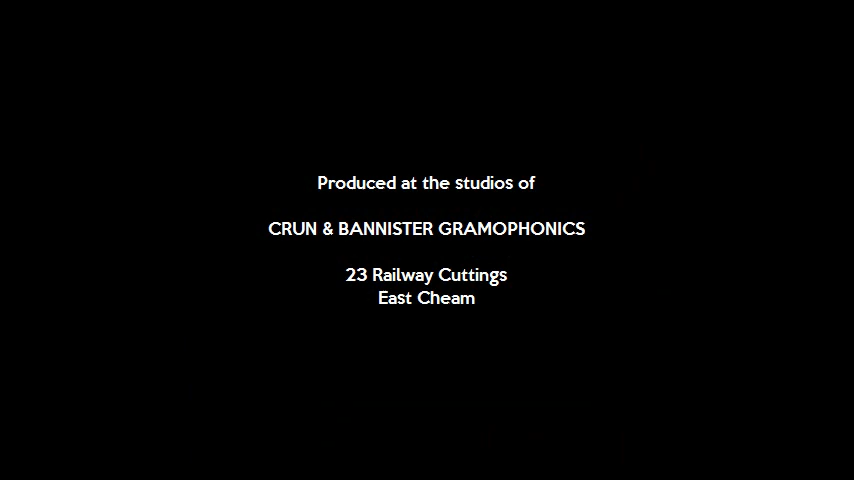 Produced at the studios of
CRUN & BANNISTER GRAMOPHONICS
23 Railway Cuttings
East Cheam